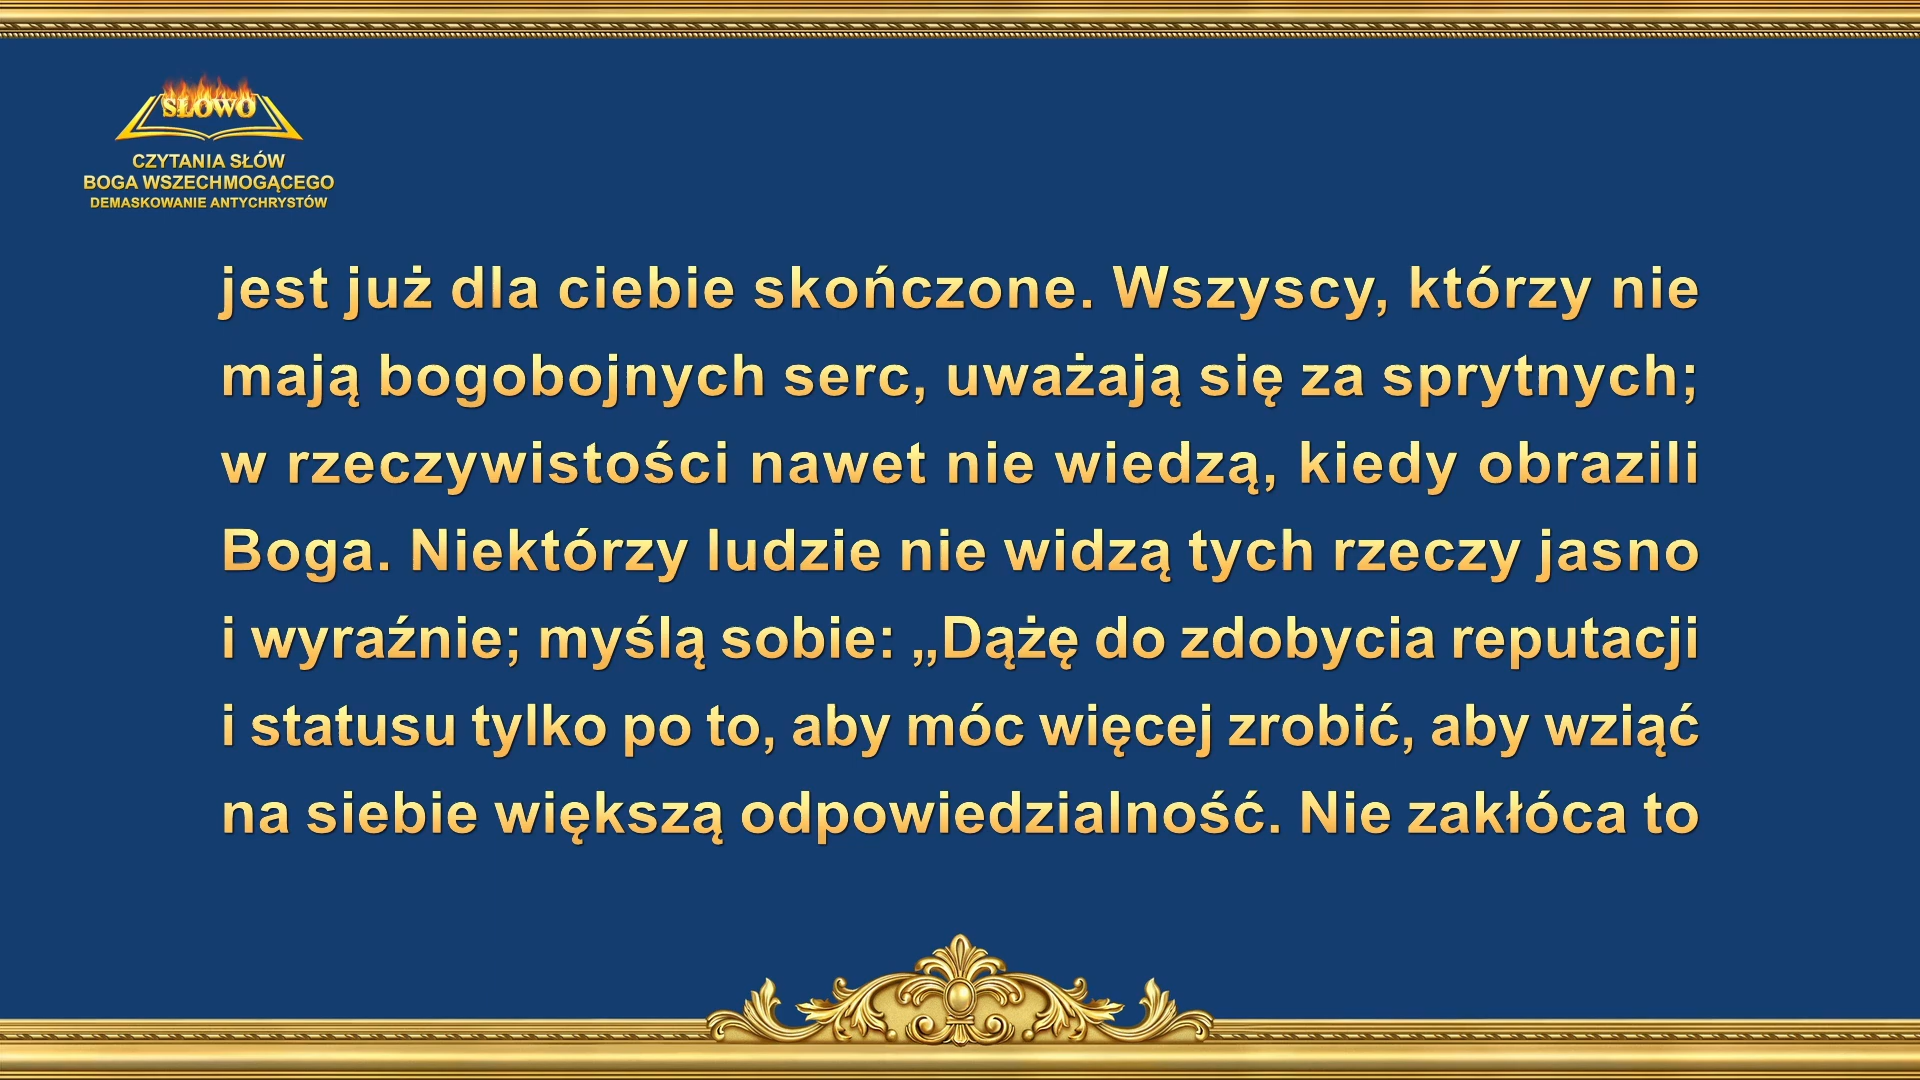 SŁOWO
CZYTANIA SŁÓW
BOGA WSZECHMOGĄCEGO
DEMASKOWANIE ANTYCHRYSTÓW
jest już dla ciebie skończone. Wszyscy, którzy nie
mają bogobojnych serc, uważają się za sprytnych;
w rzeczywistości nawet nie wiedzą, kiedy obrazili
Boga. Niektórzy ludzie nie widzą tych rzeczy jasno
i wyraźnie; myślą sobie: „Dążę do zdobycia reputacji
i statusu tylko po to, aby móc więcej zrobić, aby wziąć
na siebie większą odpowiedzialność. Nie zakłóca to